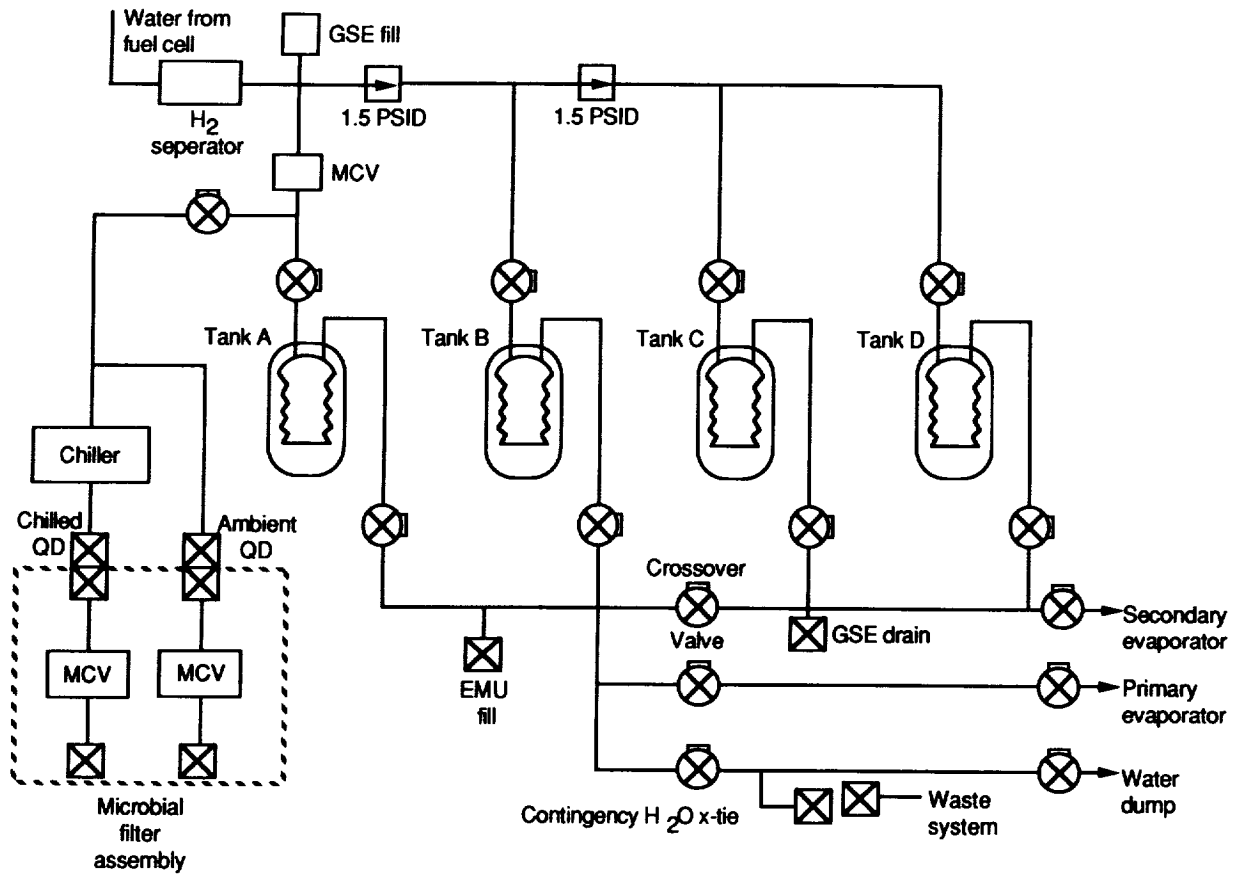 Water from
fuel cell
GSE fill
H2
seperator
1.5 PSID
1.5 PSID
MCV
Tank A
Tank B
Tank C
Tank D
Chiller
Chilled
QD
Ambient
QD
Crossover
Valve
GSE drain
Secondary
evaporator
MCV
MCV
EMU
fill
Primary
evaporator
Contingency H2O x-tie
Waste
system
Water
dump
Microbial
filter
assembly